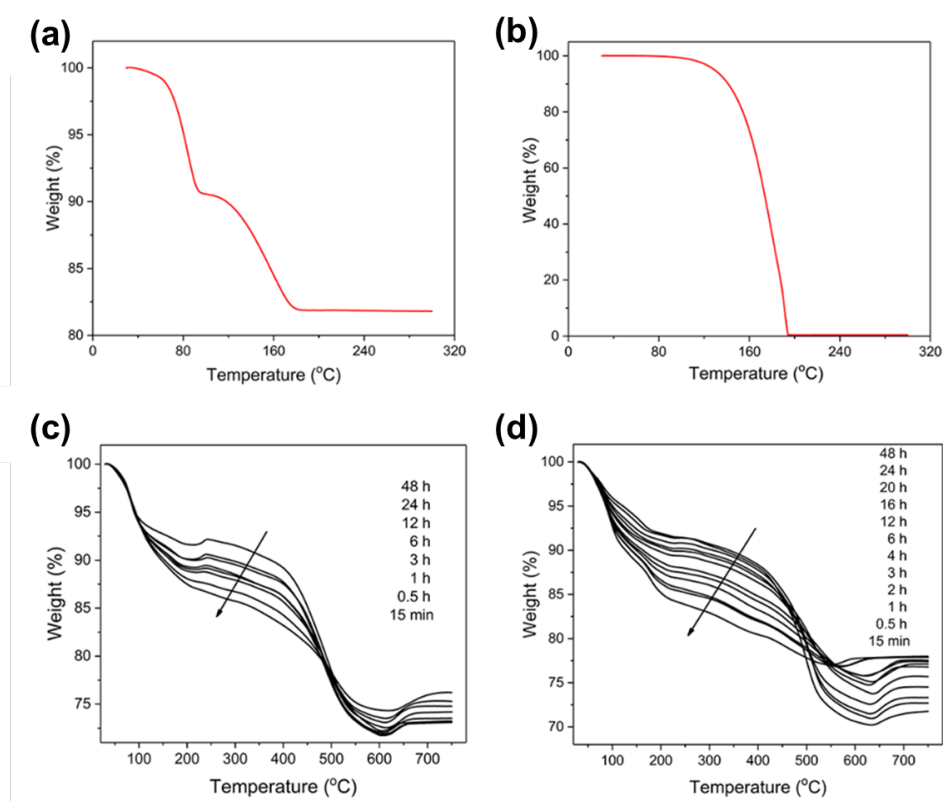 (a)
100
95
90
85
80
Weight (%)
0
80
160
240
320
Temperature (°C)
(b)
100
80
60
40
20
0
Weight (%)
0
80
160
240
320
Temperature (°C)
(c)
100
95
90
85
80
75
Weight (%)
48 h
24 h
12 h
6 h
3 h
1 h
0.5 h
15 min
100
200
300
400
500
600
700
Temperature (°C)
(d)
100
95
90
85
80
75
70
Weight (%)
48 h
24 h
20 h
16 h
12 h
6 h
4 h
3 h
2 h
1 h
0.5 h
15 min
100
200
300
400
500
600
700
Temperature (°C)